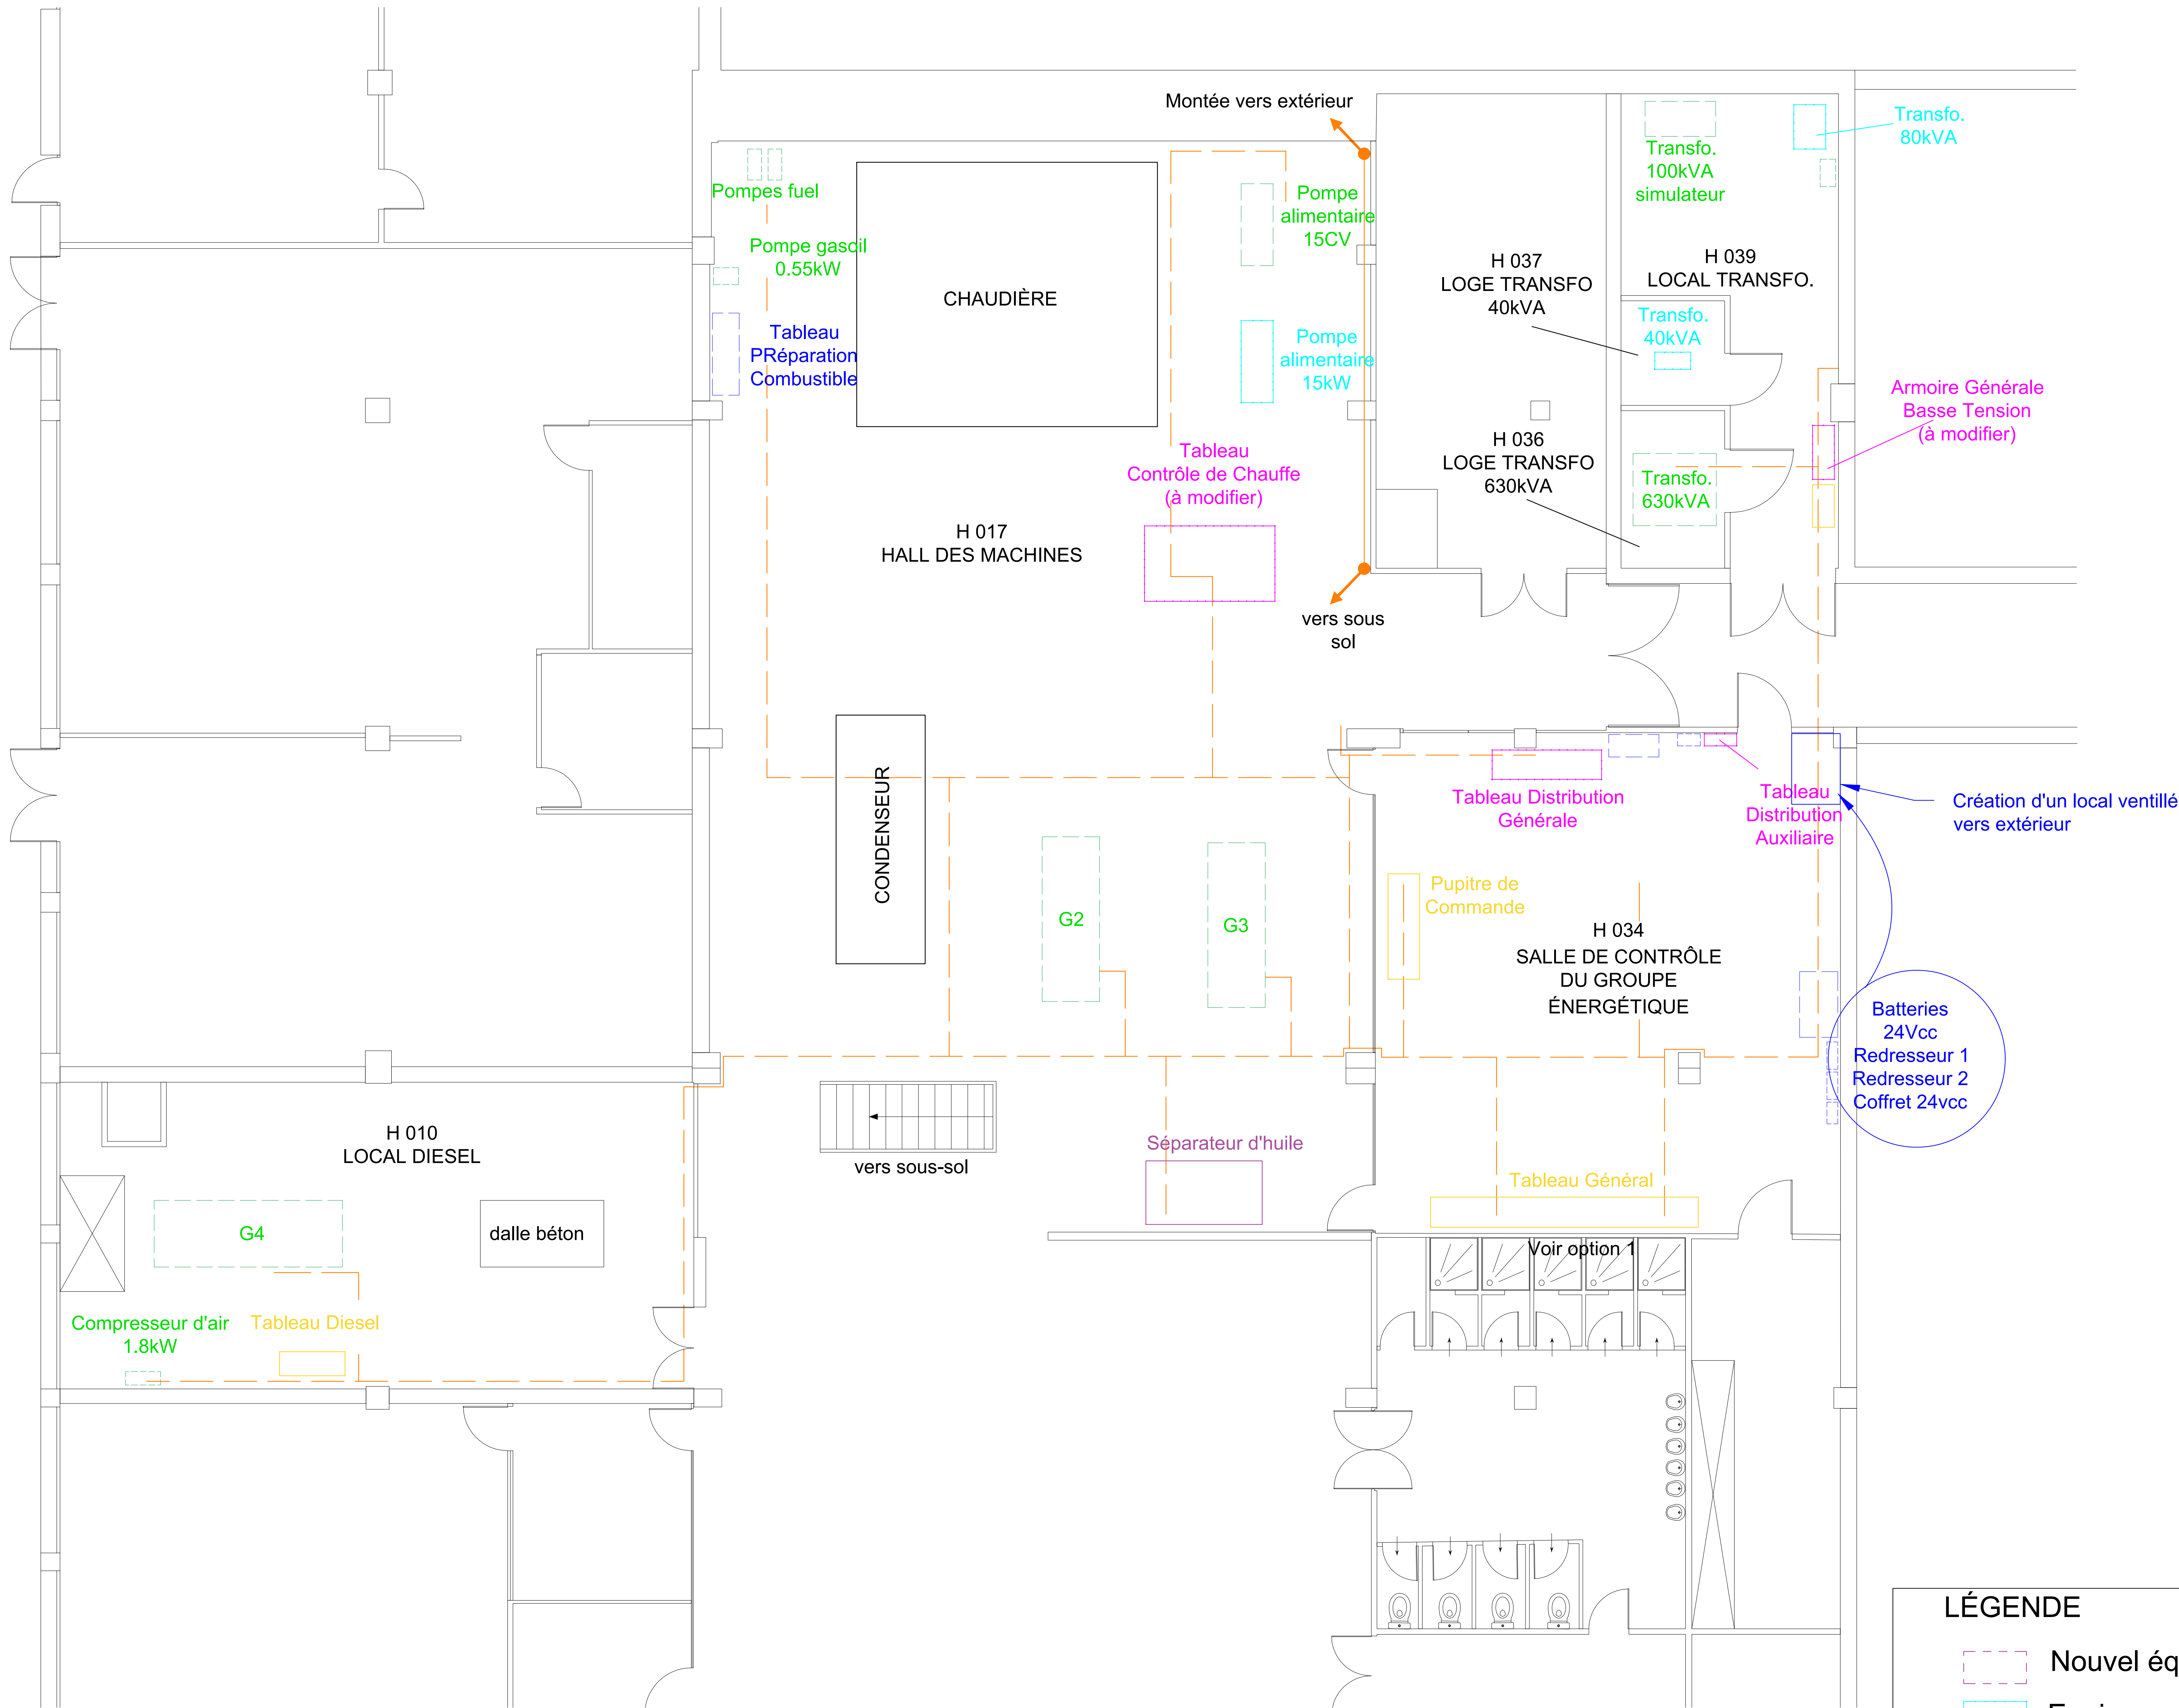 Montée vers extérieur
Transfo.
80kVA
Transfo.
100kVA
simulateur
Pompes fuel
Pompe
alimentaire
15CV
Pompe gasoil
0.55kW
CHAUDIÈRE
H 037
LOGE TRANSFO
40kVA
H 039
LOCAL TRANSFO.
Tableau
PRéparation
Combustible
Pompe
alimentaire
15kW
Transfo.
40kVA
Armoire Générale
Basse Tension
(à modifier)
Tableau
Contrôle de Chauffe
(à modifier)
H 036
LOGE TRANSFO
630kVA
Transfo.
630kVA
H 017
HALL DES MACHINES
vers sous
sol
CONDENSEUR
Tableau Distribution
Générale
Tableau
Distribution
Auxiliaire
Création d'un local ventillé
vers extérieur
Pupitre de
Commande
G2
G3
H 034
SALLE DE CONTRÔLE
DU GROUPE
ÉNERGÉTIQUE
Batteries
24Vcc
Redresseur 1
Redresseur 2
Coffret 24vcc
H 010
LOCAL DIESEL
vers sous-sol
Séparateur d'huile
Tableau Général
G4
dalle béton
Voir option 1
Compresseur d'air
1.8kW
Tableau Diesel
LÉGENDE
Nouvel éq